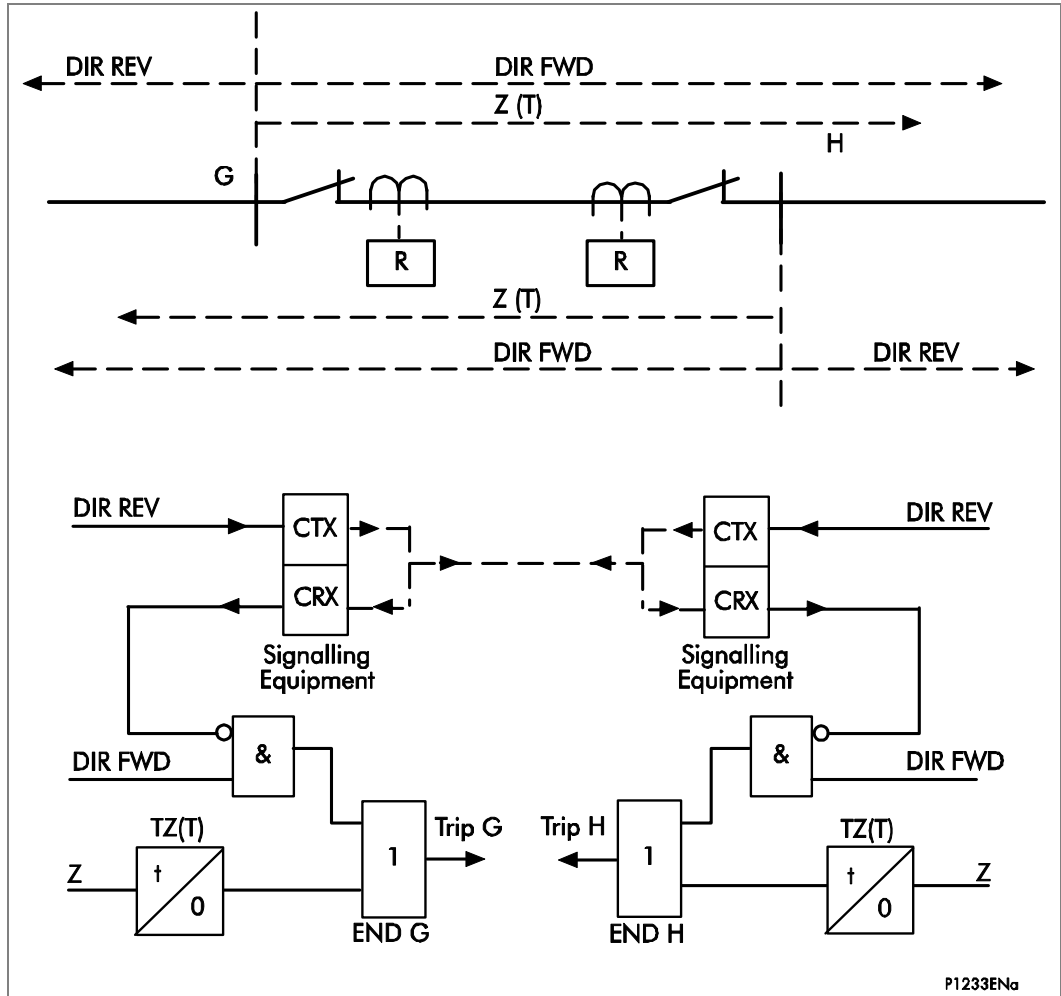 DIR REV
DIR FWD
Z (T)
H
G
R
R
Z (T)
DIR FWD
DIR REV
DIR REV
CTX
CTX
DIR REV
CRX
CRX
Signalling
Equipment
Signalling
Equipment
&
&
DIR FWD
DIR FWD
TZ(T)
Trip G
Trip H
TZ(T)
Z
t
0
1
1
t
0
Z
END G
END H
P1233ENa